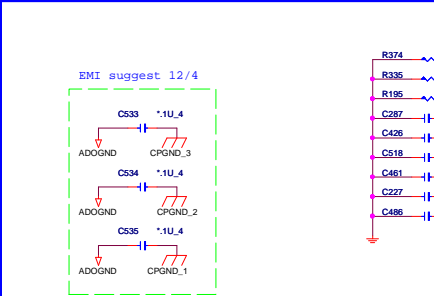 EMI suggest 12/4
C533 *.1U_4
ADOGND CPGND_3
C534 *.1U_4
ADOGND CPGND_2
C535 *.1U_4
ADOGND CPGND_1
R374
R335
R195
C287
C426
C518
C461
C227
C486